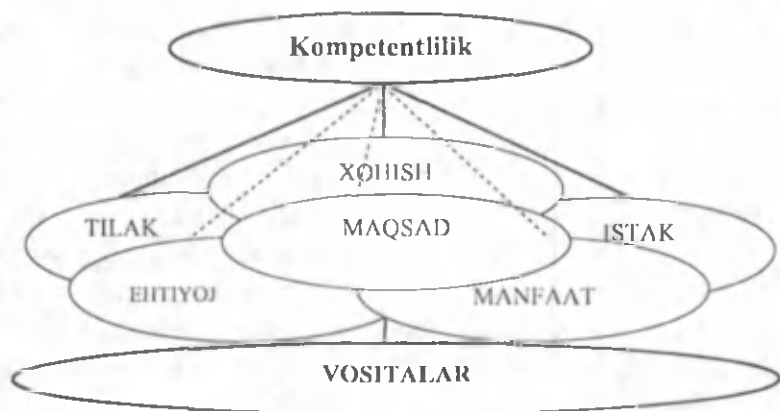 Kompetentlilik
XOHISH
TILAK
MAQSAD
ISTAK
EHTIYOJ
MANFAAT
VOSITALAR